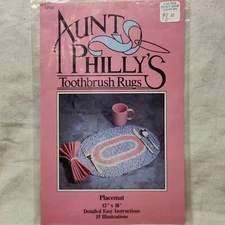 AUNT
PHILLY'S
Toothbrush Rugs
Placemat
12" x 18"
Detailed Easy Instructions
15 Illustrations